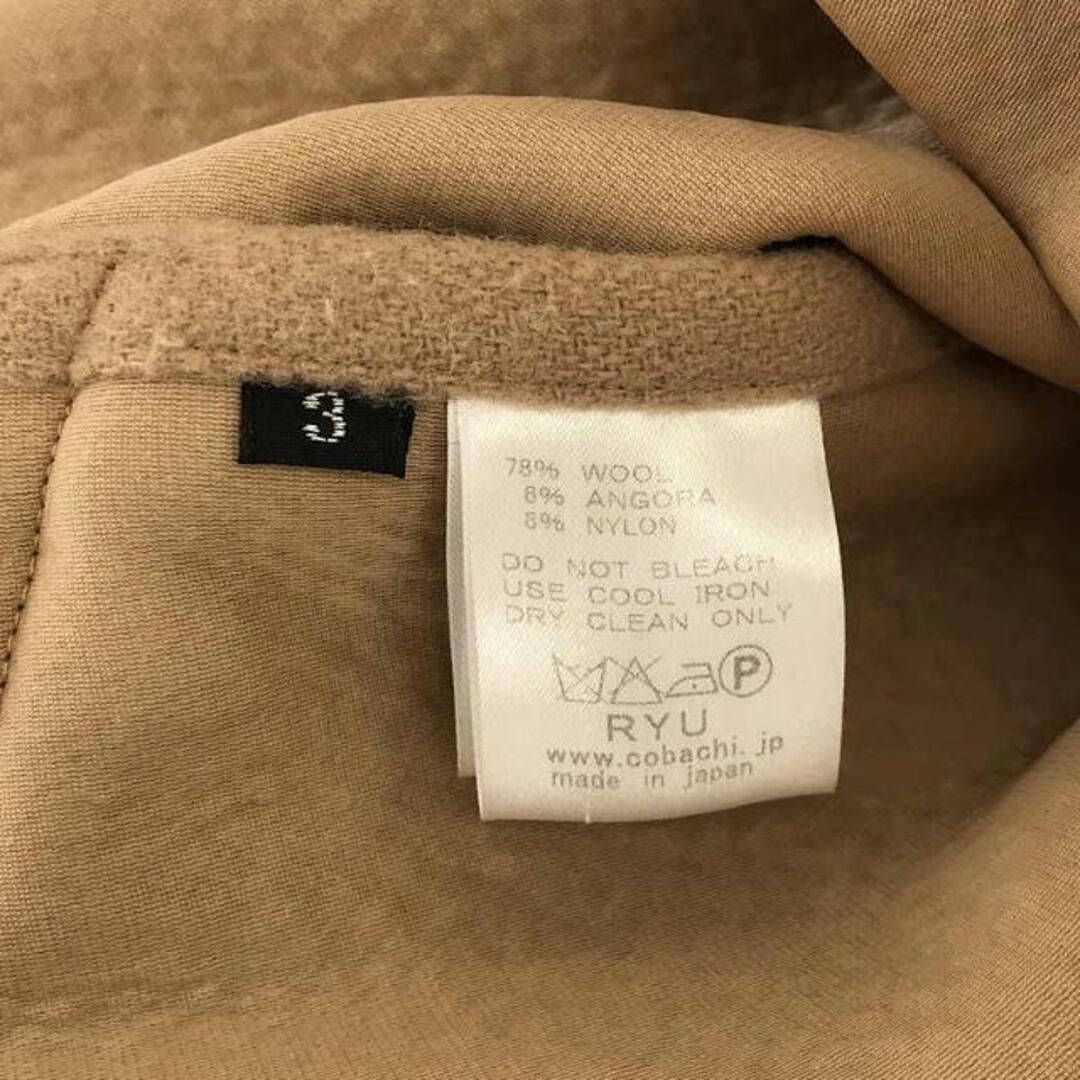 78% WOOL
8% ANGORA
8% NYLON
DO NOT BLEACH
USE COOL IRON
DRY CLEAN ONLY
P
RYU
www.cobachi.jp
made in japan